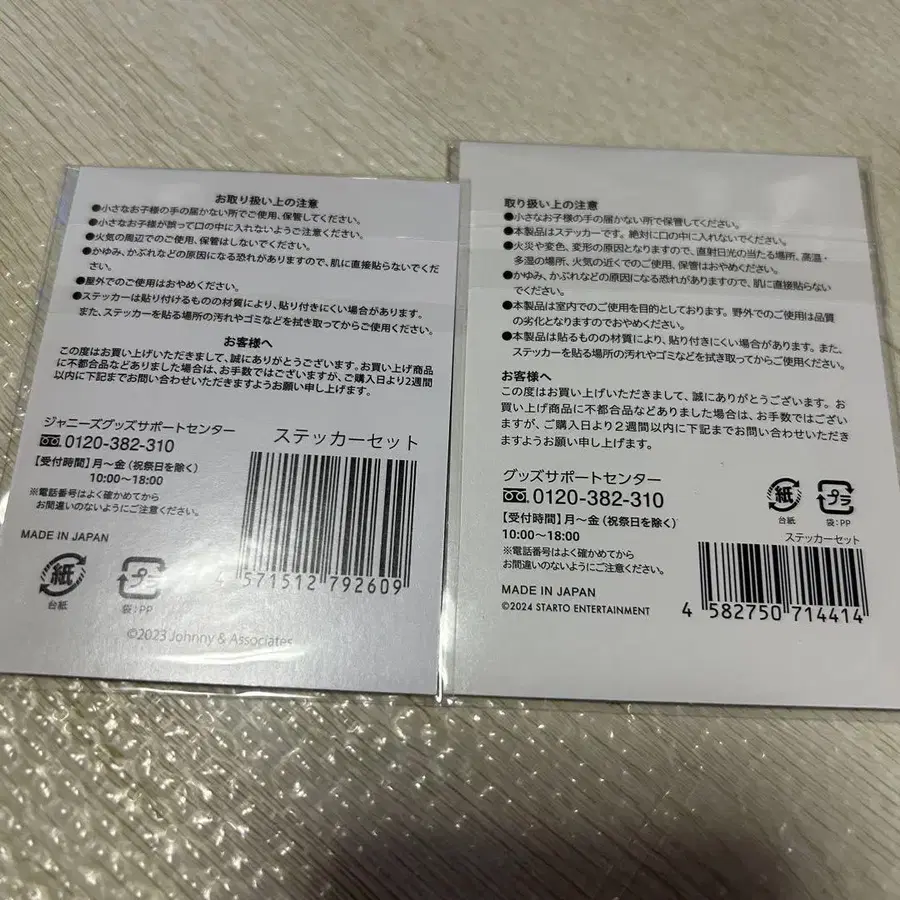 お取り扱い上の注意
●小さなお子様の手の届かない所でご使用、保管してください。
●小さなお子様が誤って口の中に入れないようご注意ください。
●火気の周辺でのご使用、保管はしないでください。
●かゆみ、かぶれなどの原因になる恐れがありますので、肌に直接貼らないでくだ
さい。
●屋外でのご使用はおやめください。
●ステッカーは貼り付けるものの材質により、貼り付きにくい場合があります。
また、ステッカーを貼る場所の汚れやゴミなどを拭き取ってからご使用ください。
お客様へ
この度はお買い上げいただきまして、誠にありがとうございます。お買い上げ商品
に不都合品などありました場合は、お手数ではございますが、ご購入日より2週間
以内に下記までお問い合わせいただきますようお願い申し上げます。
ジャニーズグッズサポートセンター
0120-382-310
【受付時間】月～金（祝祭日を除く）
10:00～18:00
※電話番号はよく確かめてから
お間違いのないようにご注意ください。
MADE IN JAPAN
ステッカーセット
4 571512 792609
紙
台紙
プラ
袋:PP
©2023 Johnny & Associates
取り扱い上の注意
●小さなお子様の手の届かない所で保管してください。
●本製品はステッカーです。絶対に口の中に入れないでください。
●火災や変色、変形の原因となりますので、直射日光の当たる場所、高温・
多湿の場所、火気の近くでのご使用、保管はおやめください。
●かゆみ、かぶれなどの原因になる恐れがありますので、肌に直接貼らない
でください。
●本製品は室内でのご使用を目的としております。野外でのご使用は品質
の劣化となりますのでおやめください。
●本製品は貼るものの材質により、貼り付きにくい場合があります。また、
ステッカーを貼る場所の汚れやゴミなどを拭き取ってからご使用ください。
お客様へ
この度はお買い上げいただきまして、誠にありがとうございます。お
買い上げ商品に不都合品などありました場合は、お手数ではござい
ますが、ご購入日より2週間以内に下記までお問い合わせいただき
ますようお願い申し上げます。
グッズサポートセンター
0120-382-310
【受付時間】月～金（祝祭日を除く）
10:00～18:00
※電話番号はよく確かめてから
お間違いのないようにご注意ください。
MADE IN JAPAN
©2024 STARTO ENTERTAINMENT
紙
台紙
プラ
袋:PP
ステッカーセット
4 582750 714414